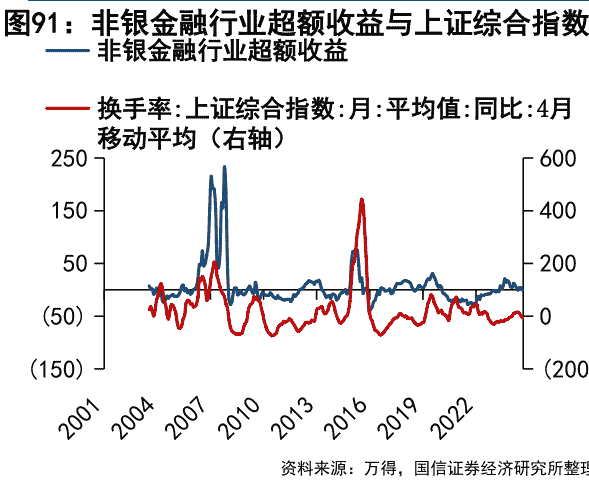 图91：非银金融行业超额收益与上证综合指数
非银金融行业超额收益
换手率:上证综合指数:月:平均值:同比:4月
移动平均（右轴）
250 600
150 400
50 200
(50) 0
(150) (200
2001 2004 2007 2010 2013 2016 2019 2022
资料来源：万得，国信证券经济研究所整理